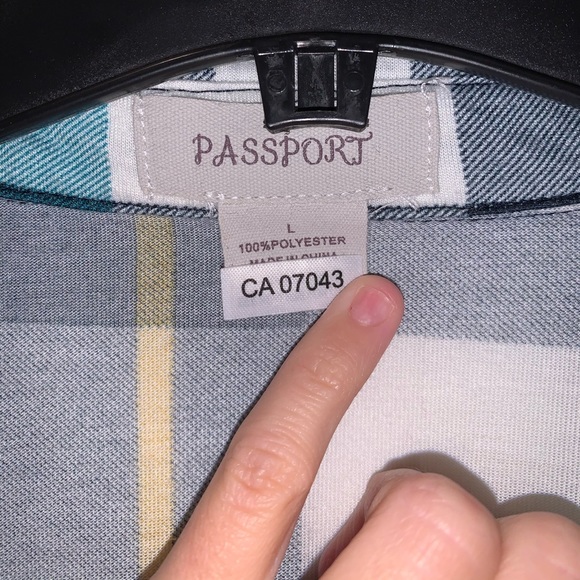 PASSPORT
L
100%POLYESTER
MADE IN CHINA
CA 07043